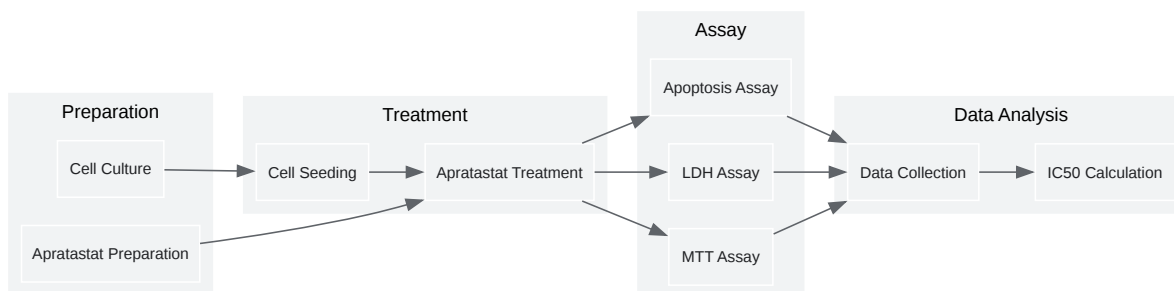 Preparation
Cell Culture
Apratastat Preparation
Treatment
Cell Seeding
Apratastat Treatment
Assay
Apoptosis Assay
LDH Assay
MTT Assay
Data Analysis
Data Collection
IC50 Calculation